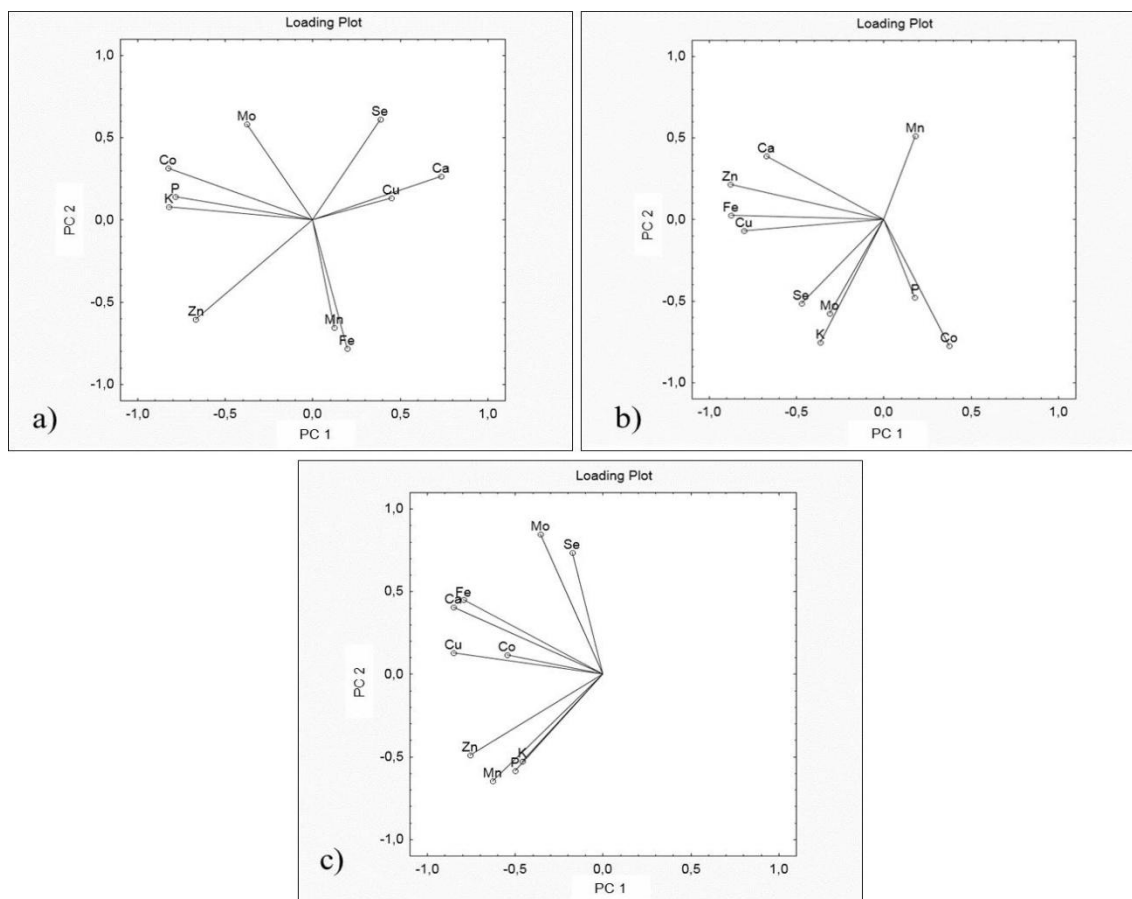 Loading Plot
1,0
0,5
0,0
-0,5
-1,0
PC 2
Mo
Se
Co
Ca
P
Cu
K
Zn
Mn
Fe
-1,0 -0,5 0,0 0,5 1,0
PC 1
a)
Loading Plot
1,0
0,5
0,0
-0,5
-1,0
PC 2
Mn
Ca
Zn
Fe
Cu
Se
P
Mo
K
Co
-1,0 -0,5 0,0 0,5 1,0
PC 1
b)
Loading Plot
1,0
0,5
0,0
-0,5
-1,0
PC 2
Mo
Se
Fe
Ca
Cu
Co
Zn
K
P
Mn
-1,0 -0,5 0,0 0,5 1,0
PC 1
c)